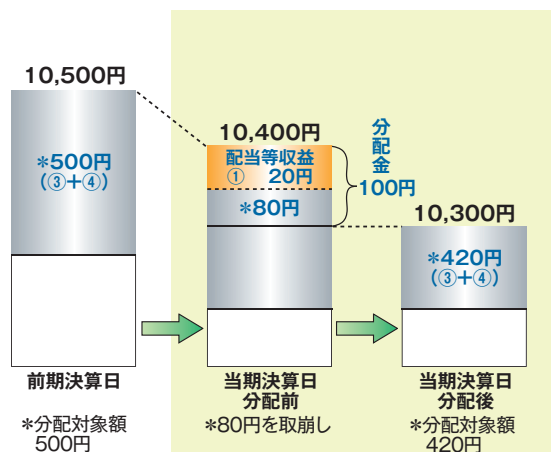 10,500円
*500円
(③+④)
前期決算日
*分配対象額
500円
10,400円
配当等収益
① 20円
*80円
分配金
100円
当期決算日
分配前
*80円を取崩し
10,300円
*420円
(③+④)
当期決算日
分配後
*分配対象額
420円